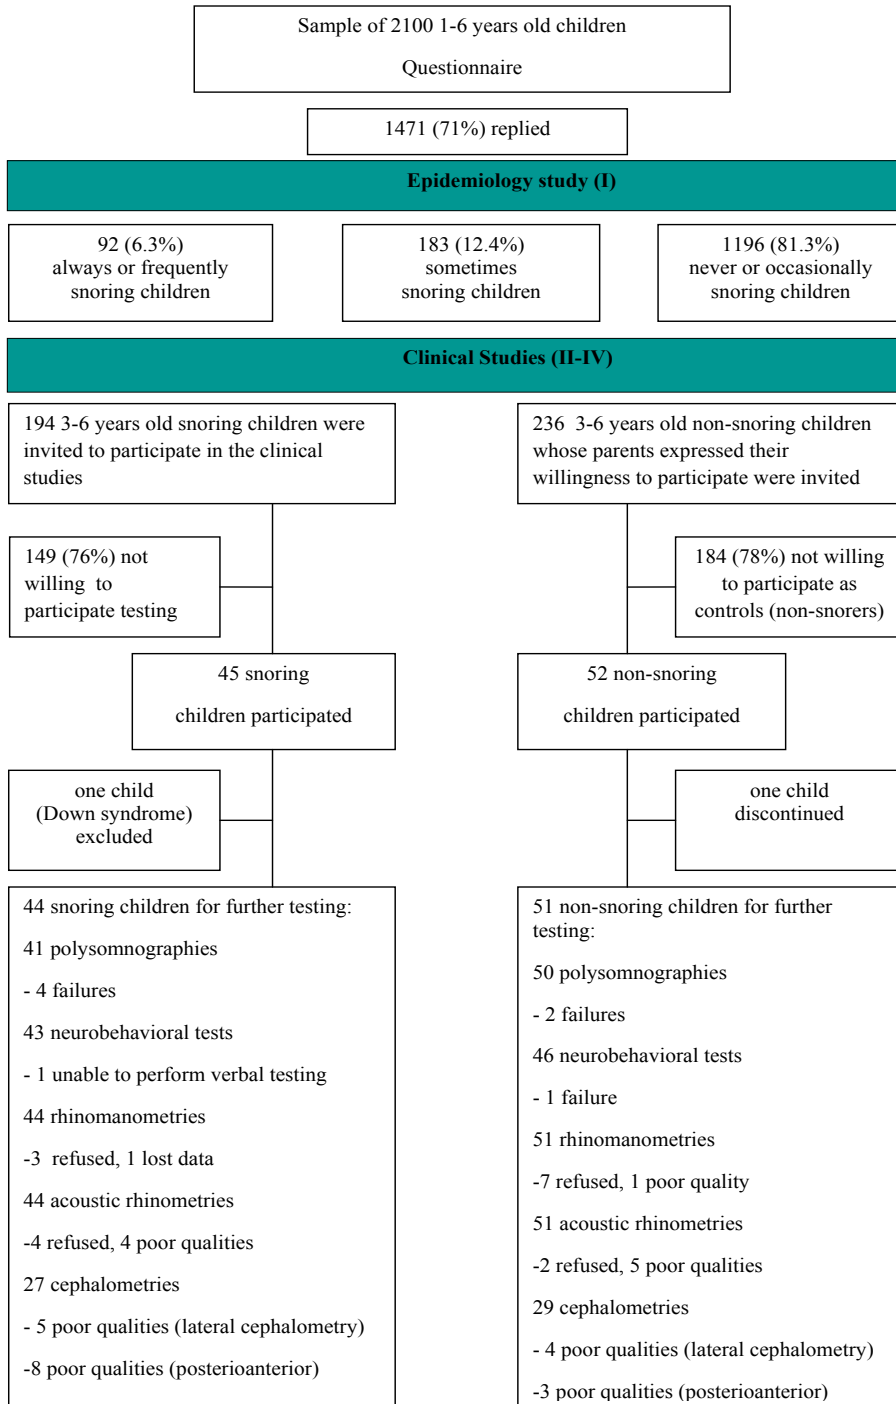 Sample of 2100 1-6 years old children
Questionnaire
1471 (71%) replied
Epidemiology study (I)
92 (6.3%)
always or frequently
snoring children
183 (12.4%)
sometimes
snoring children
1196 (81.3%)
never or occasionally
snoring children
Clinical Studies (II-IV)
194 3-6 years old snoring children were
invited to participate in the clinical
studies
236 3-6 years old non-snoring children
whose parents expressed their
willingness to participate were invited
149 (76%) not
willing to
participate testing
184 (78%) not willing
to participate as
controls (non-snorers)
45 snoring
children participated
52 non-snoring
children participated
one child
(Down syndrome)
excluded
one child
discontinued
44 snoring children for further testing:
41 polysomnographies
- 4 failures
43 neurobehavioral tests
- 1 unable to perform verbal testing
44 rhinomanometries
-3 refused, 1 lost data
44 acoustic rhinometries
-4 refused, 4 poor qualities
27 cephalometries
- 5 poor qualities (lateral cephalometry)
-8 poor qualities (posterioanterior)
51 non-snoring children for further
testing:
50 polysomnographies
- 2 failures
46 neurobehavioral tests
- 1 failure
51 rhinomanometries
-7 refused, 1 poor quality
51 acoustic rhinometries
-2 refused, 5 poor qualities
29 cephalometries
- 4 poor qualities (lateral cephalometry)
-3 poor qualities (posterioanterior)